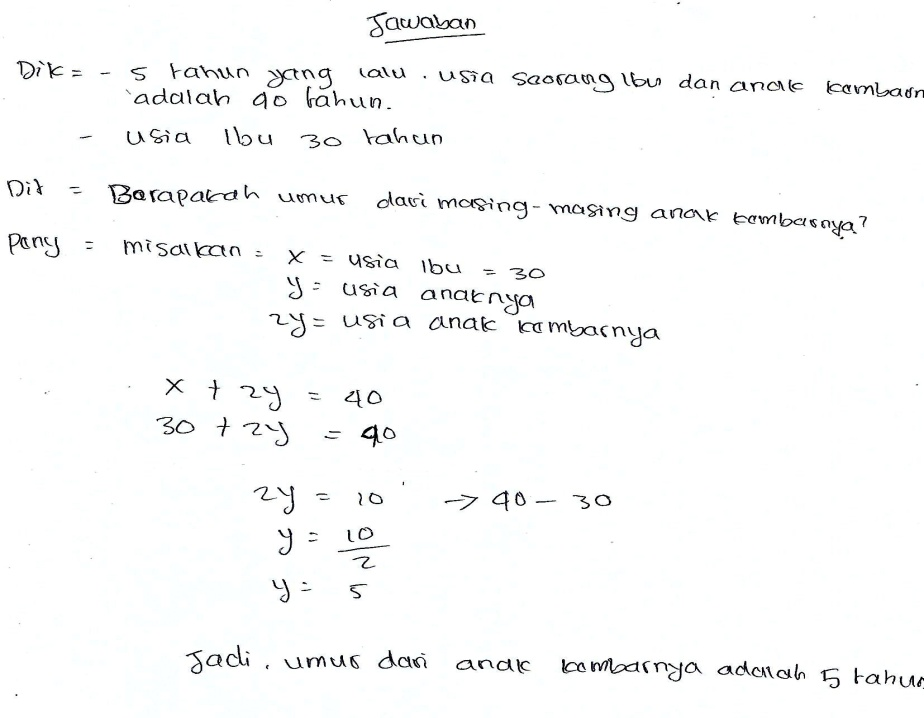 Jawaban
Dik = - 5 tahun yang lalu. usia seorang Ibu dan anak kembarn
adalah 40 tahun.
- usia Ibu 30 tahun
Dit = Berapakah umur dari masing-masing anak kembarnya?
Peny = misalkan = x = usia Ibu = 30
y = usia anaknya
2y = usia anak kembarnya
x + 2y = 40
30 + 2y = 40
2y = 10 → 40 - 30
y = 10/2
y = 5
Jadi, umur dari anak kembarnya adalah 5 tahun